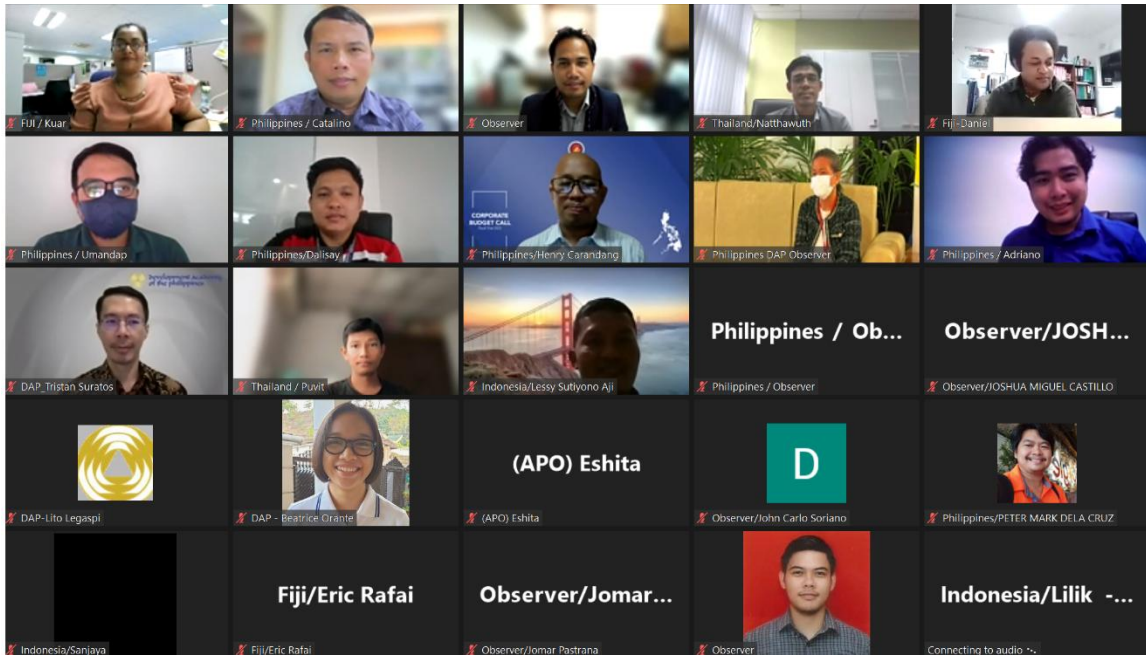 FIJI / Kuar
Philippines / Catalino
Observer
Thailand/Natthawuth
Fiji -Daniel
Philippines / Umandap
Philippines/Dalisay
CORPORATE
BUDGET CALL
Philippines/Henry Carandang
Philippines DAP Observer
Philippines / Adriano
Development Academy
of the philippines
DAP_Tristan Suratos
Thailand / Puvit
Indonesia/Lessy Sutiyono Aji
Philippines / Ob...
Philippines / Observer
Observer/JOSH...
Observer/JOSHUA MIGUEL CASTILLO
DAP-Lito Legaspi
DAP - Beatrice Orante
(APO) Eshita
(APO) Eshita
D
Observer/John Carlo Soriano
Philippines/PETER MARK DELA CRUZ
Indonesia/Sanjaya
Fiji/Eric Rafai
Fiji/Eric Rafai
Observer/Jomar...
Observer/Jomar Pastrana
Observer
Indonesia/Lilik -...
Connecting to audio